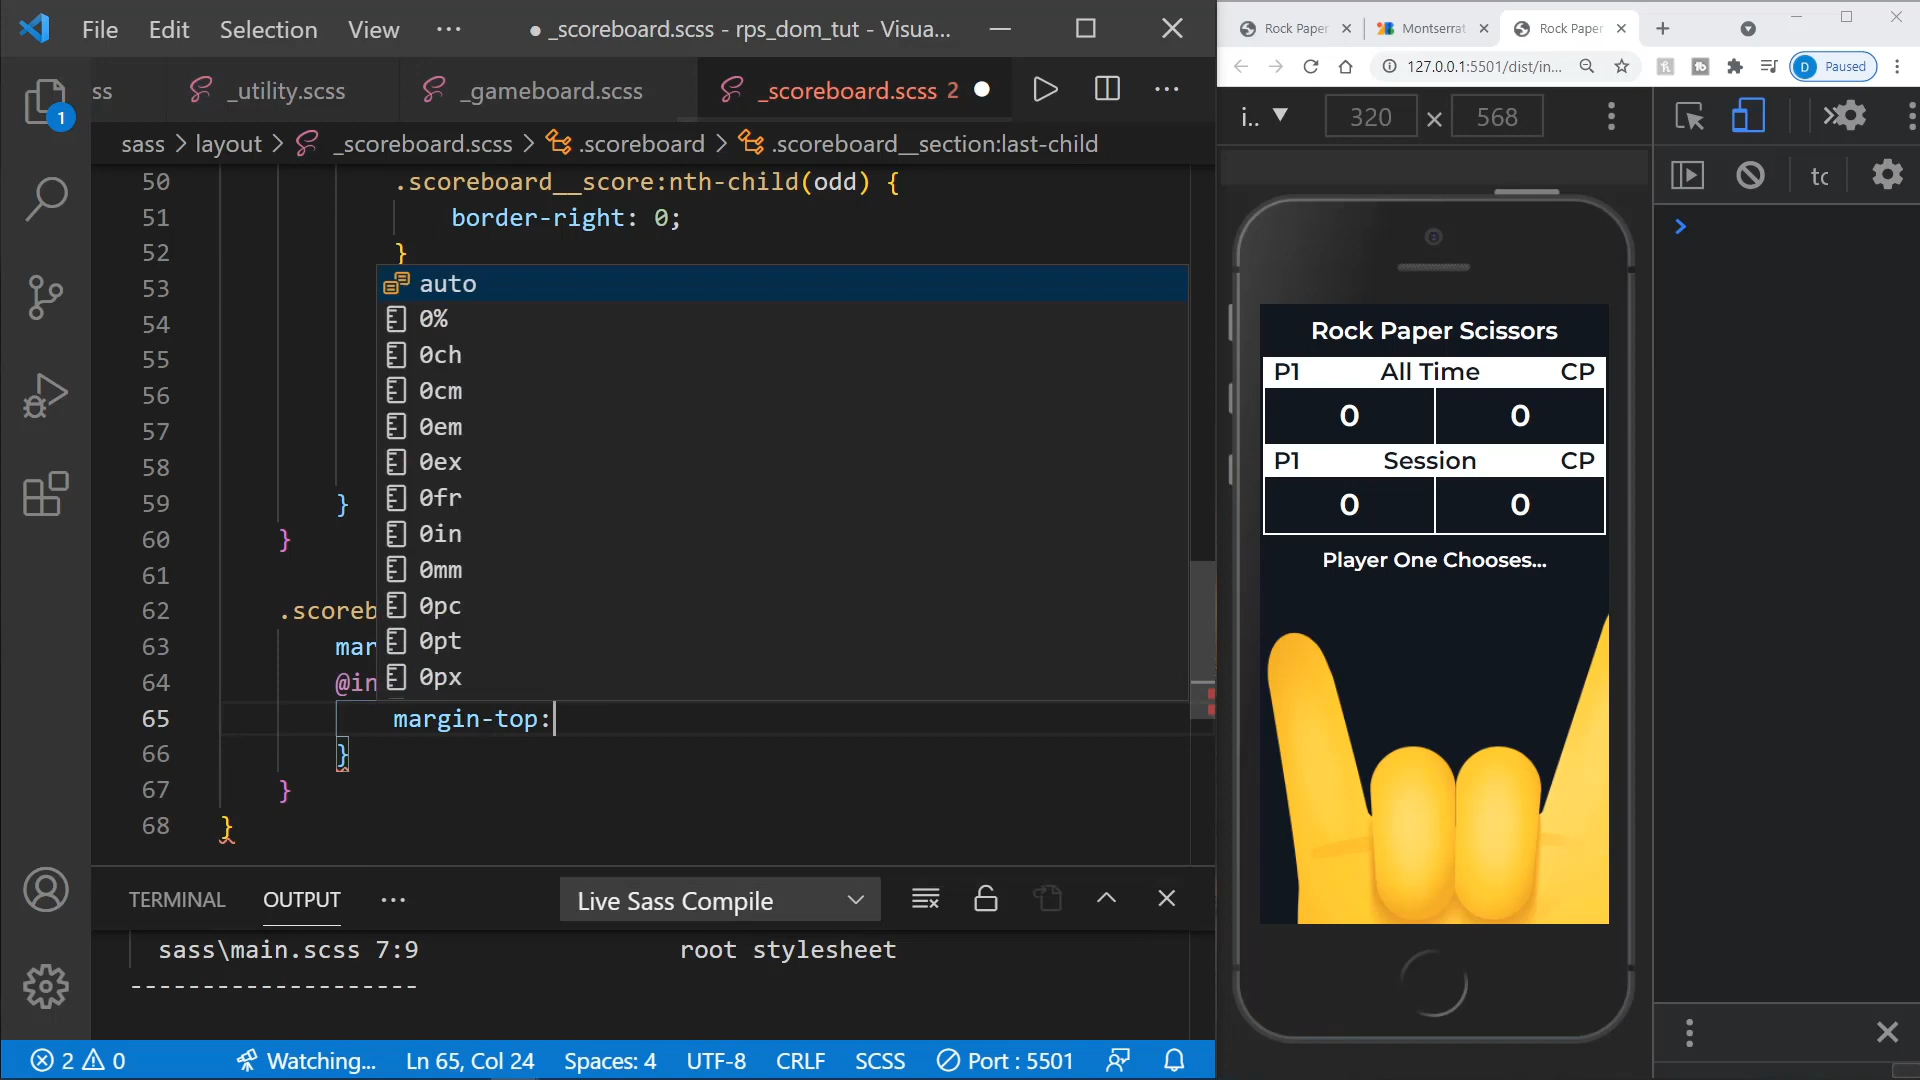 File Edit Selection View ··· ● _scoreboard.scss - rps_dom_tut - Visua...
ss _utility.scss _gameboard.scss _scoreboard.scss 2 ●
sass > layout > _scoreboard.scss > .scoreboard > .scoreboard__section:last-child
50 .scoreboard__score:nth-child(odd) {
51 border-right: 0;
52 }
53
54
55
56
57
58
59 }
60 }
61
62 .scoreb
63 mar
64 @in
65 margin-top:
66 }
67 }
68 }
auto
0%
0ch
0cm
0em
0ex
0fr
0in
0mm
0pc
0pt
0px
1
TERMINAL OUTPUT ··· Live Sass Compile
sass\main.scss 7:9 root stylesheet
--------------------
2 0 Watching... Ln 65, Col 24 Spaces: 4 UTF-8 CRLF SCSS Port : 5501
Rock Paper Montserrat Rock Paper
127.0.0.1:5501/dist/in... D Paused
i.. ▼ 320 × 568
tc
Rock Paper Scissors
P1 All Time CP
0 0
P1 Session CP
0 0
Player One Chooses...